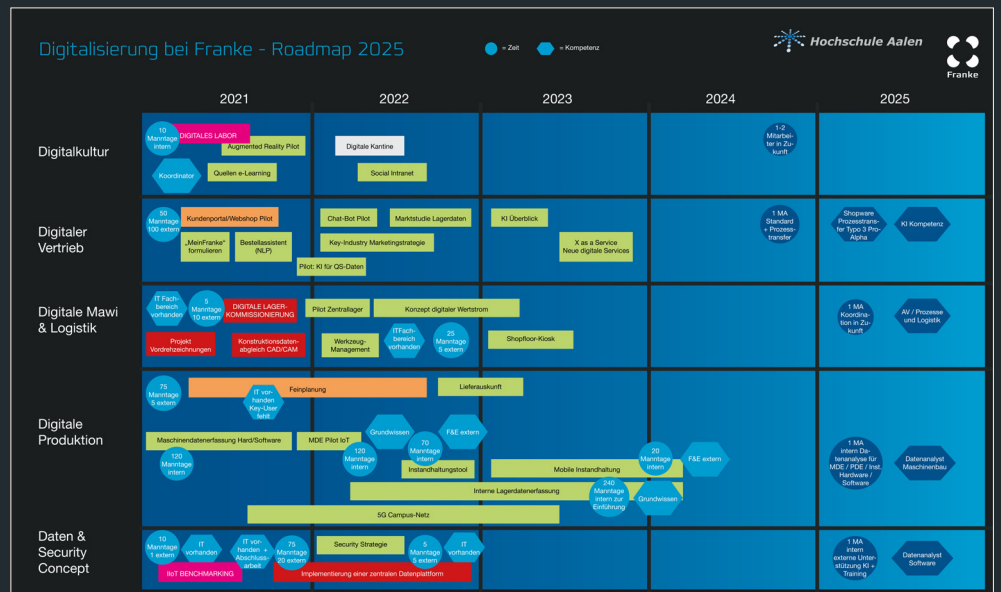 Digitalisierung bei Franke - Roadmap 2025
= Zeit
= Kompetenz
Hochschule Aalen
Franke
2021
2022
2023
2024
2025
Digitalkultur
10
Manntage
intern
DIGITALES LABOR
Augmented Reality Pilot
Koordinator
Quellen e-Learning
Digitale Kantine
Social Intranet
1-2
Mitarbei-
ter in Zu-
kunft
Digitaler
Vertrieb
50
Manntage
100 extern
Kundenportal/Webshop Pilot
„MeinFranke“
formulieren
Bestellassistent
(NLP)
Pilot: KI für QS-Daten
Chat-Bot Pilot
Marktstudie Lagerdaten
Key-Industry Marketingstrategie
KI Überblick
X as a Service
Neue digitale Services
1 MA
Standard
+ Prozess-
transfer
Shopware
Prozesstrans-
fer Typo 3 Pro-
Alpha
KI Kompetenz
Digitale Mawi
& Logistik
IT Fach-
bereich
vorhanden
5
Manntage
10 extern
DIGITALE LAGER-
KOMMISSIONIERUNG
Projekt
Vordrehzeichnungen
Konstruktionsdaten-
abgleich CAD/CAM
Pilot Zentrallager
Konzept digitaler Wertstrom
Werkzeug-
Management
ITFach-
bereich
vorhanden
25
Manntage
5 extern
Shopfloor-Kiosk
1 MA
Koordina-
tion in Zu-
kunft
AV / Prozesse
und Logistik
Digitale
Produktion
75
Manntage
5 extern
Feinplanung
IT vor-
handen
Key-User
fehlt
Lieferauskunft
Maschinendatenerfassung Hard/Software
120
Manntage
intern
MDE Pilot IoT
120
Manntage
intern
Grundwissen
70
Manntage
intern
F&E extern
Instandhaltungstool
Mobile Instandhaltung
20
Manntage
intern
F&E extern
Interne Lagerdatenerfassung
240
Manntage
intern zur
Einführung
Grundwissen
5G Campus-Netz
1 MA
intern Da-
tenanalyse für
MDE / PDE / Inst.
Hardware /
Software
Datenanalyst
Maschinenbau
Daten &
Security
Concept
10
Manntage
1 extern
IT
vorhanden
IT vor-
handen +
Abschluss-
arbeit
75
Manntage
20 extern
IIoT BENCHMARKING
Implementierung einer zentralen Datenplattform
Security Strategie
5
Manntage
5 extern
IT
vorhanden
1 MA
intern
externe Unter-
stützung KI +
Training
Datenanalyst
Software